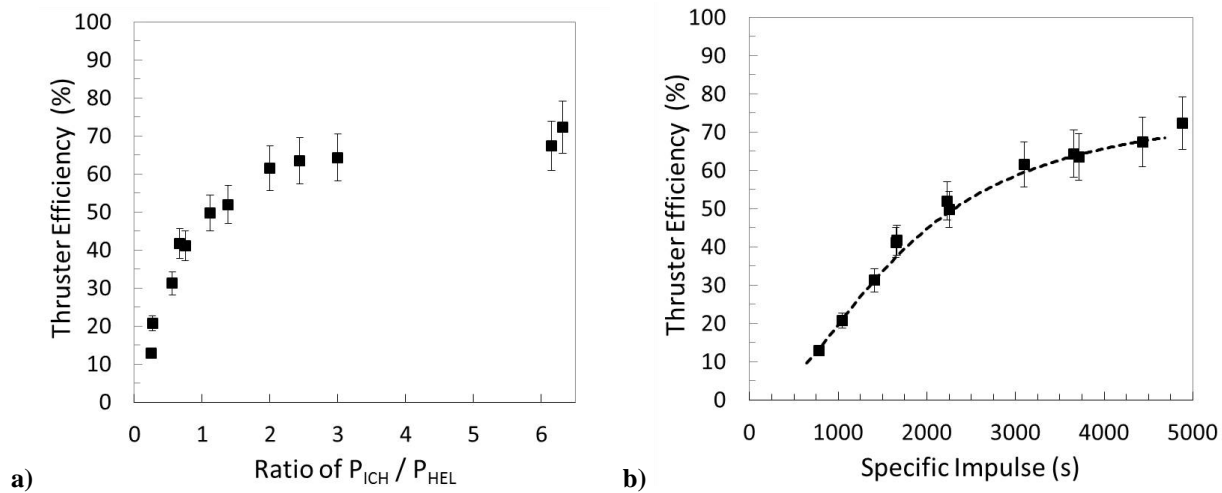 100
90
80
70
60
50
40
30
20
10
0
Thruster Efficiency (%)
0 1 2 3 4 5 6
Ratio of P_ICH / P_HEL
a)
100
90
80
70
60
50
40
30
20
10
0
Thruster Efficiency (%)
1000 2000 3000 4000 5000
Specific Impulse (s)
b)